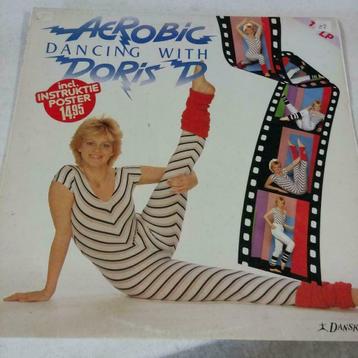 AEROBIC
DANCING WITH
DORIS D
incl.
INSTRUKTIE
POSTER
14.95
LP
DANSK